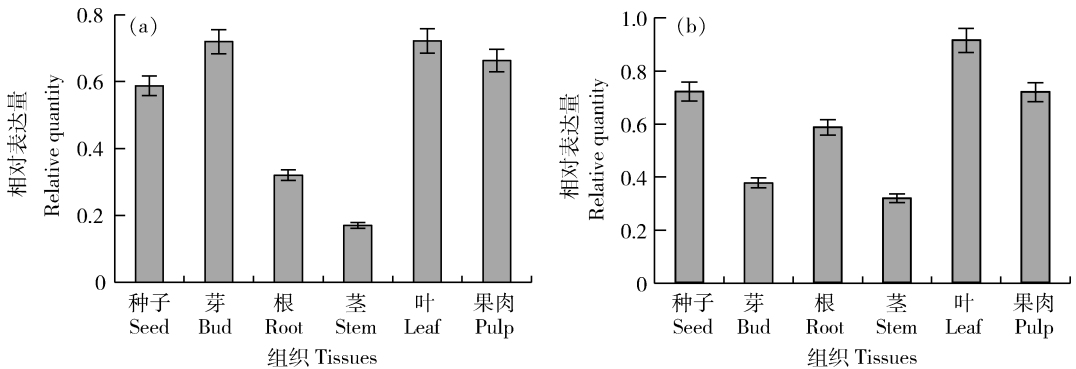 (a)
相对表达量
Relative quantity
0.8
0.6
0.4
0.2
0
种子 芽 根 茎 叶 果肉
Seed Bud Root Stem Leaf Pulp
组织 Tissues
(b)
相对表达量
Relative quantity
1.0
0.8
0.6
0.4
0.2
0
种子 芽 根 茎 叶 果肉
Seed Bud Root Stem Leaf Pulp
组织 Tissues